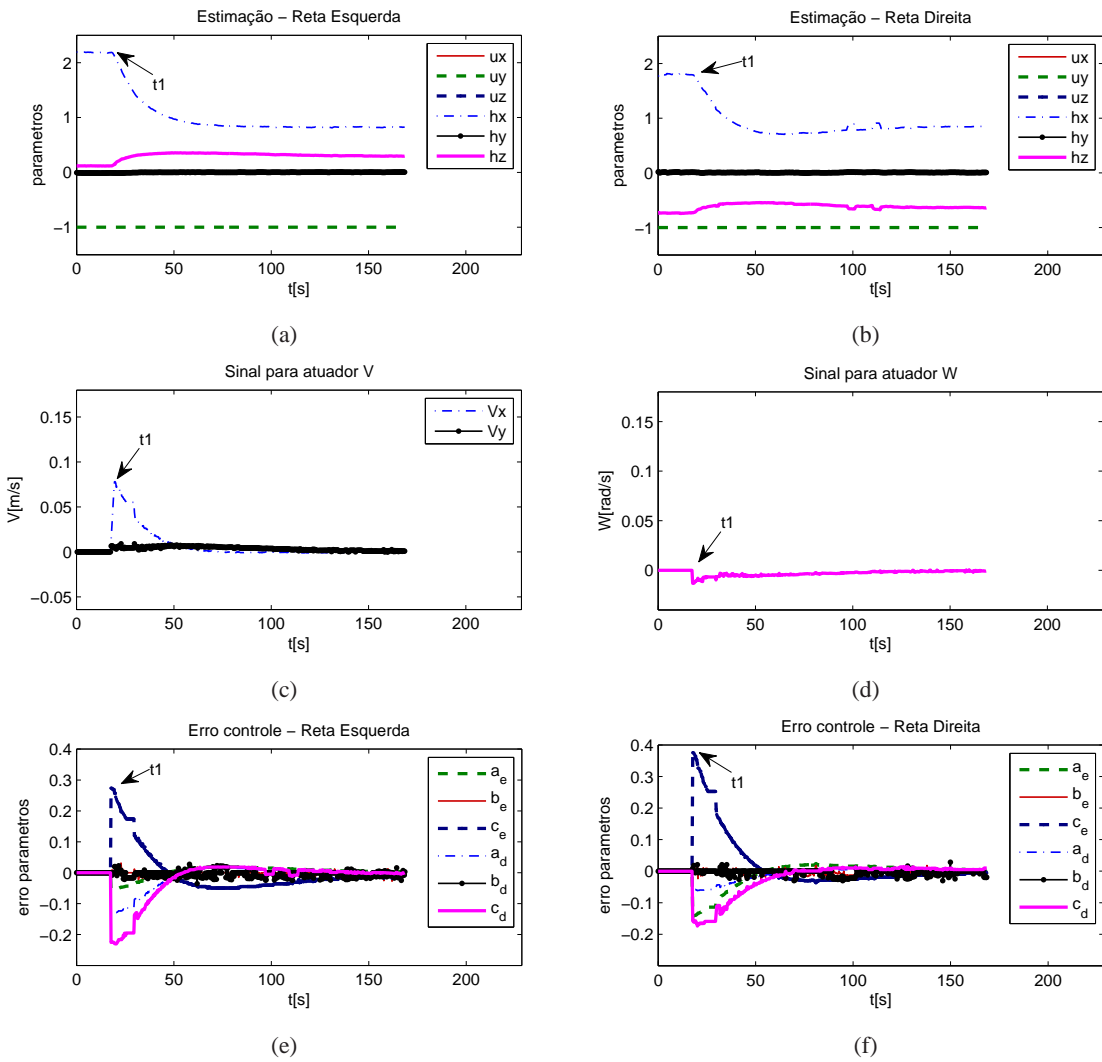 Estimação − Reta Esquerda
2
1
0
−1
parametros
t1
ux
uy
uz
hx
hy
hz
0 50 100 150 200
t[s]
(a)
Estimação − Reta Direita
2
1
0
−1
parametros
t1
ux
uy
uz
hx
hy
hz
0 50 100 150 200
t[s]
(b)
Sinal para atuador V
0.15
0.1
0.05
0
−0.05
V[m/s]
t1
Vx
Vy
0 50 100 150 200
t[s]
(c)
Sinal para atuador W
0.15
0.1
0.05
0
W[rad/s]
t1
0 50 100 150 200
t[s]
(d)
Erro controle − Reta Esquerda
0.4
0.3
0.2
0.1
0
−0.1
−0.2
erro parametros
t1
a_e
b_e
c_e
a_d
b_d
c_d
0 50 100 150 200
t[s]
(e)
Erro controle − Reta Direita
0.4
0.3
0.2
0.1
0
−0.1
−0.2
erro parametros
t1
a_e
b_e
c_e
a_d
b_d
c_d
0 50 100 150 200
t[s]
(f)